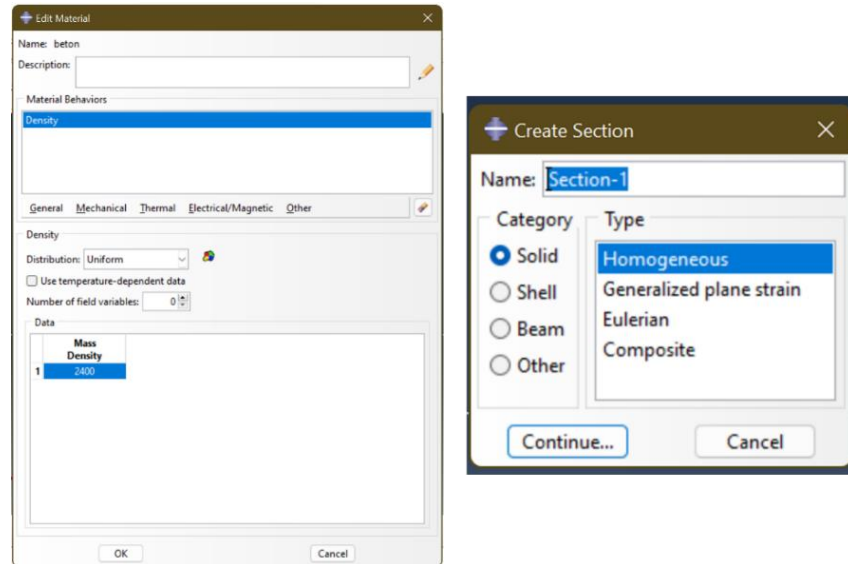 Edit Material
Name: beton
Description:
Material Behaviors
Density
General Mechanical Thermal Electrical/Magnetic Other
Density
Distribution: Uniform
Use temperature-dependent data
Number of field variables: 0
Data
Mass
Density
1 2400
OK Cancel
Create Section
Name: Section-1
Category Type
Solid Homogeneous
Shell Generalized plane strain
Beam Eulerian
Other Composite
Continue... Cancel